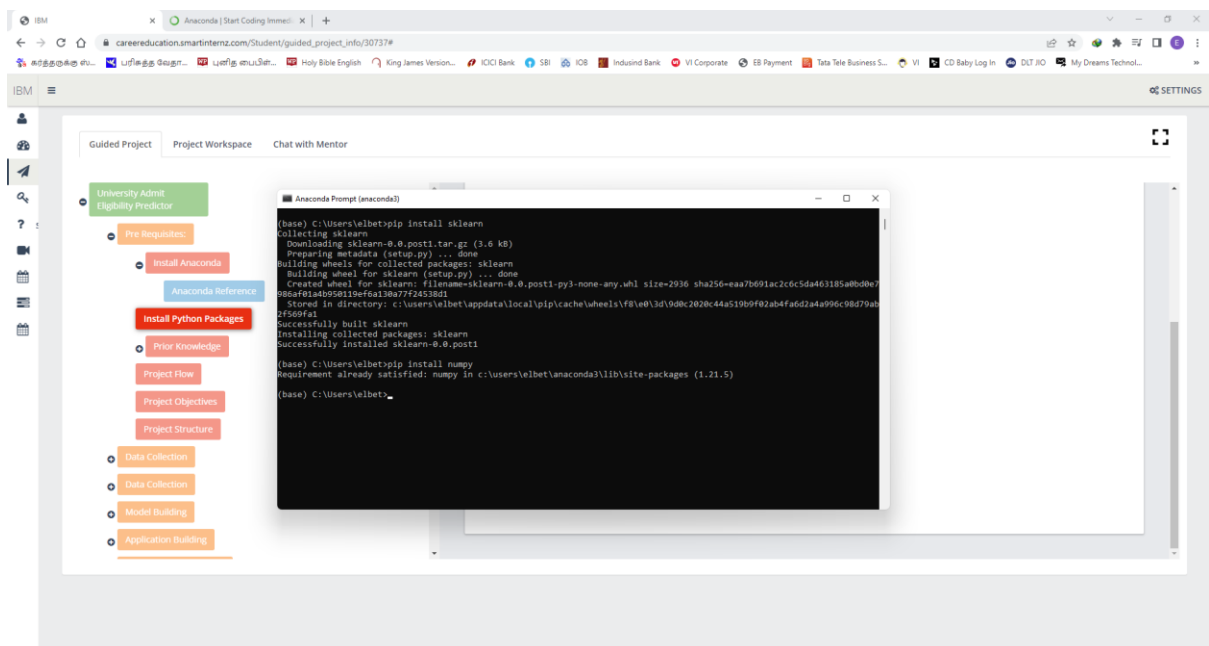 IBM
Anaconda | Start Coding Immedi
careereducation.smartinternz.com/Student/guided_project_info/30737#
கர்த்தருக்கு ஸ்...
பரிசுத்த வேதா...
புனித பைபிள்...
Holy Bible English
King James Version...
ICICI Bank
SBI
IOB
Indusind Bank
VI Corporate
EB Payment
Tata Tele Business S...
VI
CD Baby Log In
DLT JIO
My Dreams Technol...
IBM
SETTINGS
Guided Project
Project Workspace
Chat with Mentor
University Admit
Eligibility Predictor
Pre Requisites:
Install Anaconda
Anaconda Reference
Install Python Packages
Prior Knowledge
Project Flow
Project Objectives
Project Structure
Data Collection
Data Collection
Model Building
Application Building
Anaconda Prompt (anaconda3)
(base) C:\Users\elbet>pip install sklearn
Collecting sklearn
Downloading sklearn-0.0.post1.tar.gz (3.6 kB)
Preparing metadata (setup.py) ... done
Building wheels for collected packages: sklearn
Building wheel for sklearn (setup.py) ... done
Created wheel for sklearn: filename=sklearn-0.0.post1-py3-none-any.whl size=2936 sha256=eaa7b691ac2c6c5da463185a0bd0e7
986af01a4b950119ef6a130a77f24538d1
Stored in directory: c:\users\elbet\appdata\local\pip\cache\wheels\f8\e0\3d\9d0c2020c44a519b9f02ab4fa6d2a4a996c98d79ab
2f569fa1
Successfully built sklearn
Installing collected packages: sklearn
Successfully installed sklearn-0.0.post1
(base) C:\Users\elbet>pip install numpy
Requirement already satisfied: numpy in c:\users\elbet\anaconda3\lib\site-packages (1.21.5)
(base) C:\Users\elbet>